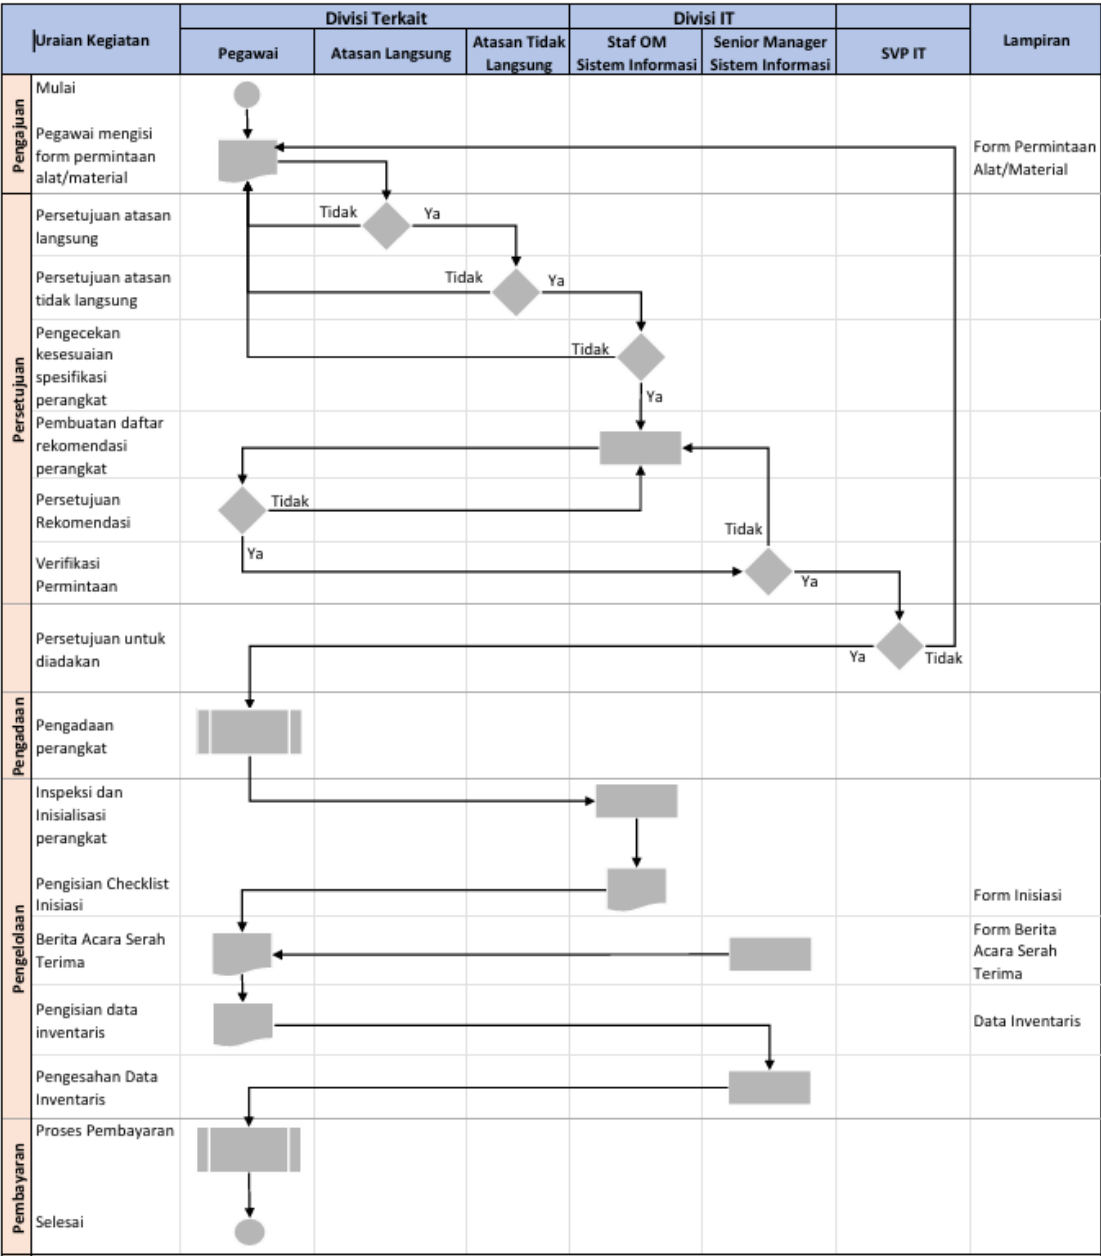 Uraian Kegiatan
Divisi Terkait
Divisi IT
Lampiran
Pegawai
Atasan Langsung
Atasan Tidak
Langsung
Staf OM
Sistem Informasi
Senior Manager
Sistem Informasi
SVP IT
Pengajuan
Mulai
Pegawai mengisi
form permintaan
alat/material
Form Permintaan
Alat/Material
Persetujuan
Persetujuan atasan
langsung
Tidak
Ya
Persetujuan atasan
tidak langsung
Tidak
Ya
Pengecekan
kesesuaian
spesifikasi
perangkat
Tidak
Ya
Pembuatan daftar
rekomendasi
perangkat
Persetujuan
Rekomendasi
Tidak
Ya
Verifikasi
Permintaan
Tidak
Ya
Persetujuan untuk
diadakan
Ya
Tidak
Pengadaan
Pengadaan
perangkat
Pengelolaan
Inspeksi dan
Inisialisasi
perangkat
Pengisian Checklist
Inisiasi
Form Inisiasi
Berita Acara Serah
Terima
Form Berita
Acara Serah
Terima
Pengisian data
inventaris
Data Inventaris
Pengesahan Data
Inventaris
Pembayaran
Proses Pembayaran
Selesai